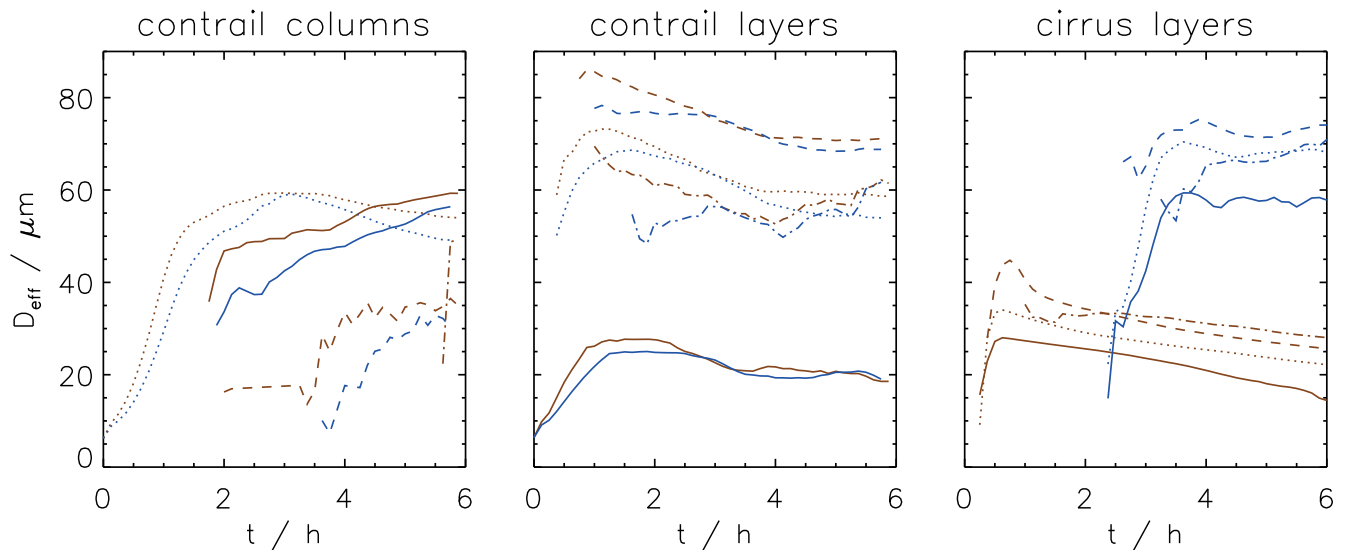 contrail columns
contrail layers
cirrus layers
D_eff / μm
80
60
40
20
0
0 2 4 6
0 2 4 6
0 2 4 6
t / h
t / h
t / h